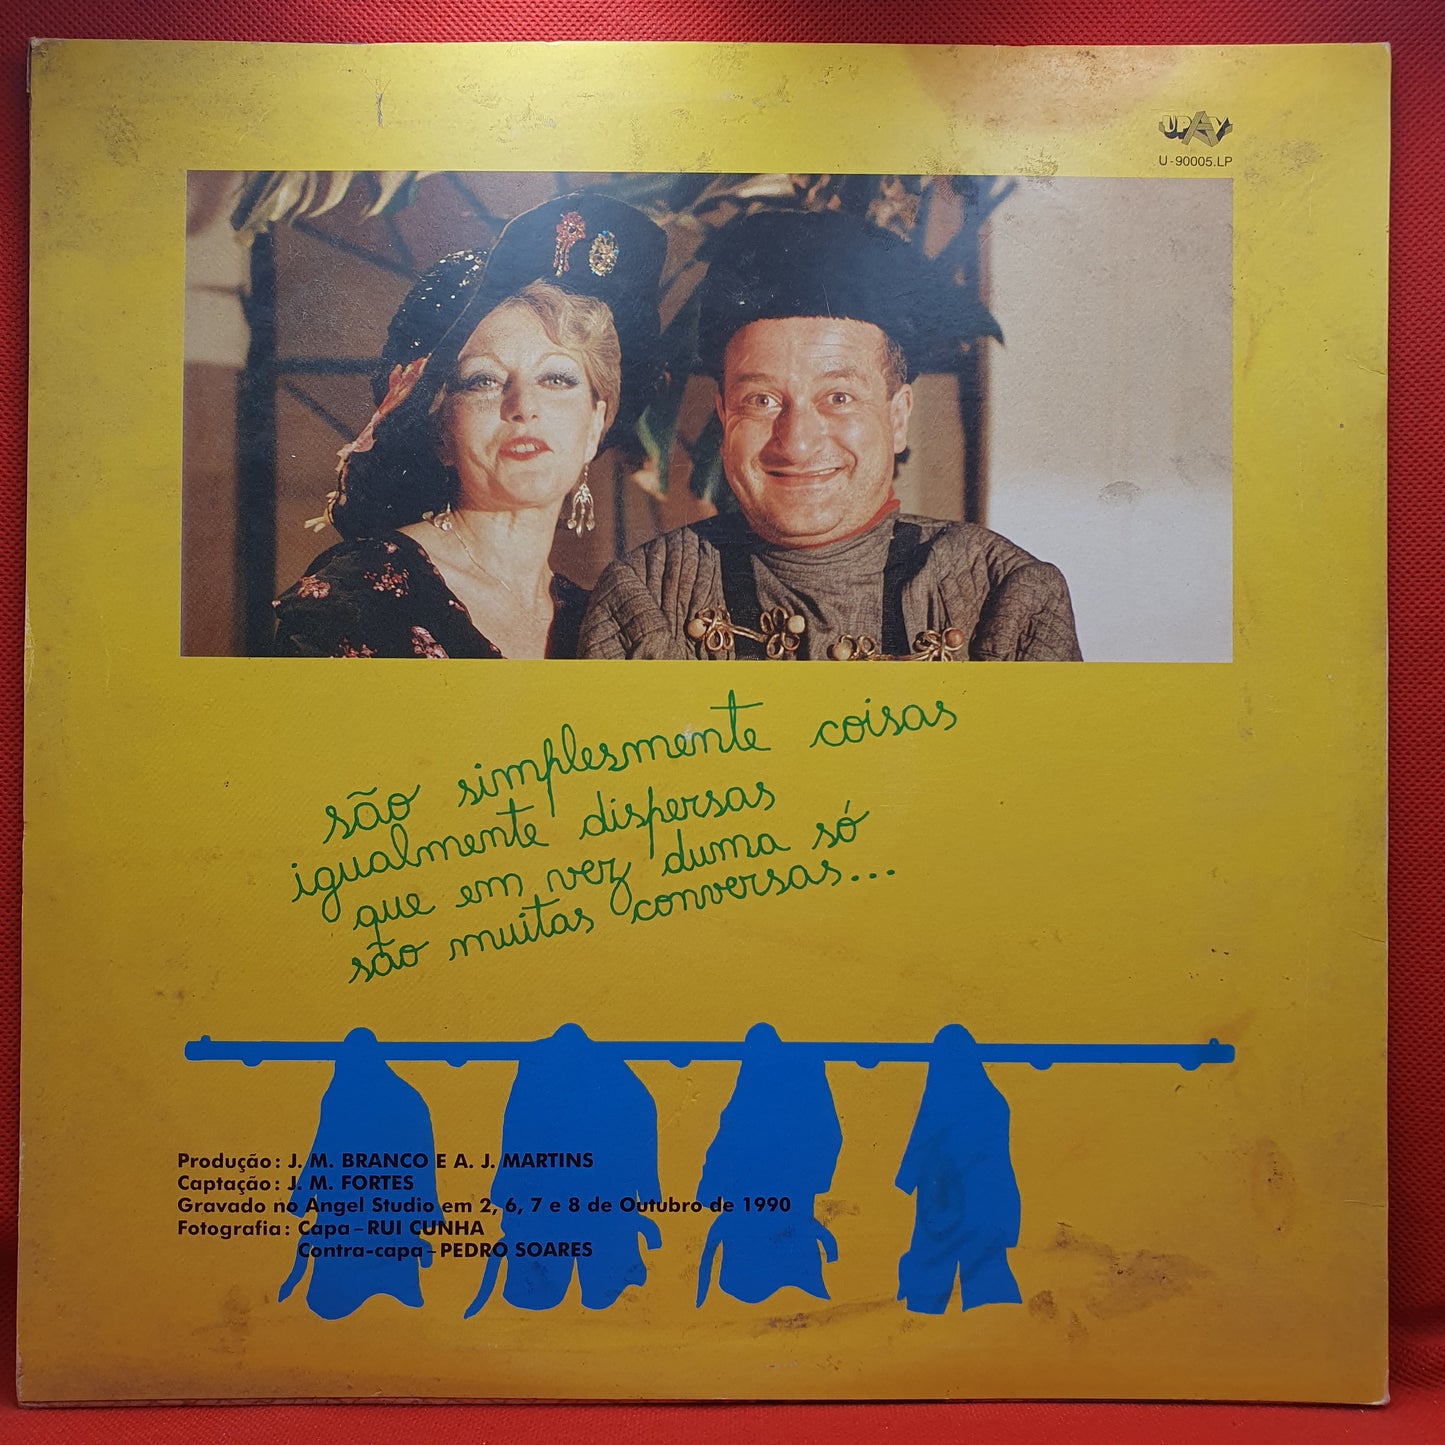 UPAV
U-90005.LP
são simplesmente coisas
igualmente dispersas
que em vez duma só
são muitas conversas...
Produção: J. M. BRANCO E A. J. MARTINS
Captação: J. M. FORTES
Gravado no Angel Studio em 2, 6, 7 e 8 de Outubro de 1990
Fotografia: Capa – RUI CUNHA
Contra-capa – PEDRO SOARES